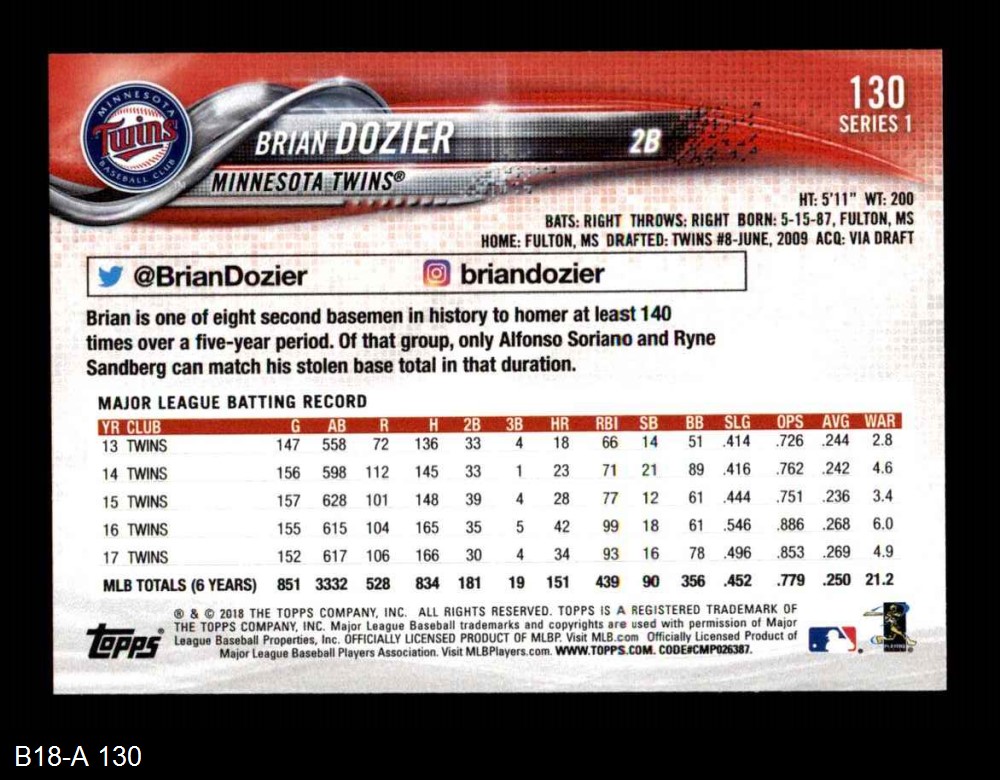 130
SERIES 1
MINNESOTA
Twins
BASEBALL CLUB
BRIAN DOZIER 2B
MINNESOTA TWINS®
HT: 5'11" WT: 200
BATS: RIGHT THROWS: RIGHT BORN: 5-15-87, FULTON, MS
HOME: FULTON, MS DRAFTED: TWINS #8-JUNE, 2009 ACQ: VIA DRAFT
@BrianDozier briandozier
Brian is one of eight second basemen in history to homer at least 140
times over a five-year period. Of that group, only Alfonso Soriano and Ryne
Sandberg can match his stolen base total in that duration.
MAJOR LEAGUE BATTING RECORD
YR CLUB G AB R H 2B 3B HR RBI SB BB SLG OPS AVG WAR
13 TWINS 147 558 72 136 33 4 18 66 14 51 .414 .726 .244 2.8
14 TWINS 156 598 112 145 33 1 23 71 21 89 .416 .762 .242 4.6
15 TWINS 157 628 101 148 39 4 28 77 12 61 .444 .751 .236 3.4
16 TWINS 155 615 104 165 35 5 42 99 18 61 .546 .886 .268 6.0
17 TWINS 152 617 106 166 30 4 34 93 16 78 .496 .853 .269 4.9
MLB TOTALS (6 YEARS) 851 3332 528 834 181 19 151 439 90 356 .452 .779 .250 21.2
® & © 2018 THE TOPPS COMPANY, INC. ALL RIGHTS RESERVED. TOPPS IS A REGISTERED TRADEMARK OF
THE TOPPS COMPANY, INC. Major League Baseball trademarks and copyrights are used with permission of Major
League Baseball Properties, Inc. OFFICIALLY LICENSED PRODUCT OF MLBP. Visit MLB.com Officially Licensed Product of
Major League Baseball Players Association. Visit MLBPlayers.com. WWW.TOPPS.COM. CODE#CMP026387.
Topps®
B18-A 130